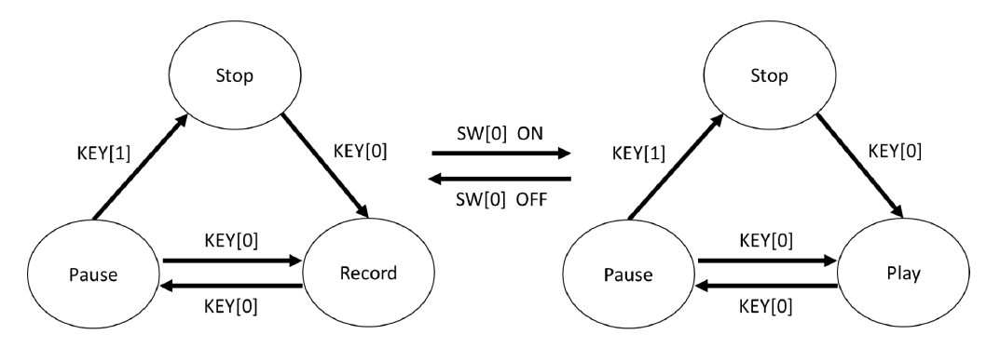 Stop
KEY[1]
KEY[0]
Pause
KEY[0]
KEY[0]
Record
SW[0] ON
SW[0] OFF
Stop
KEY[1]
KEY[0]
Pause
KEY[0]
KEY[0]
Play